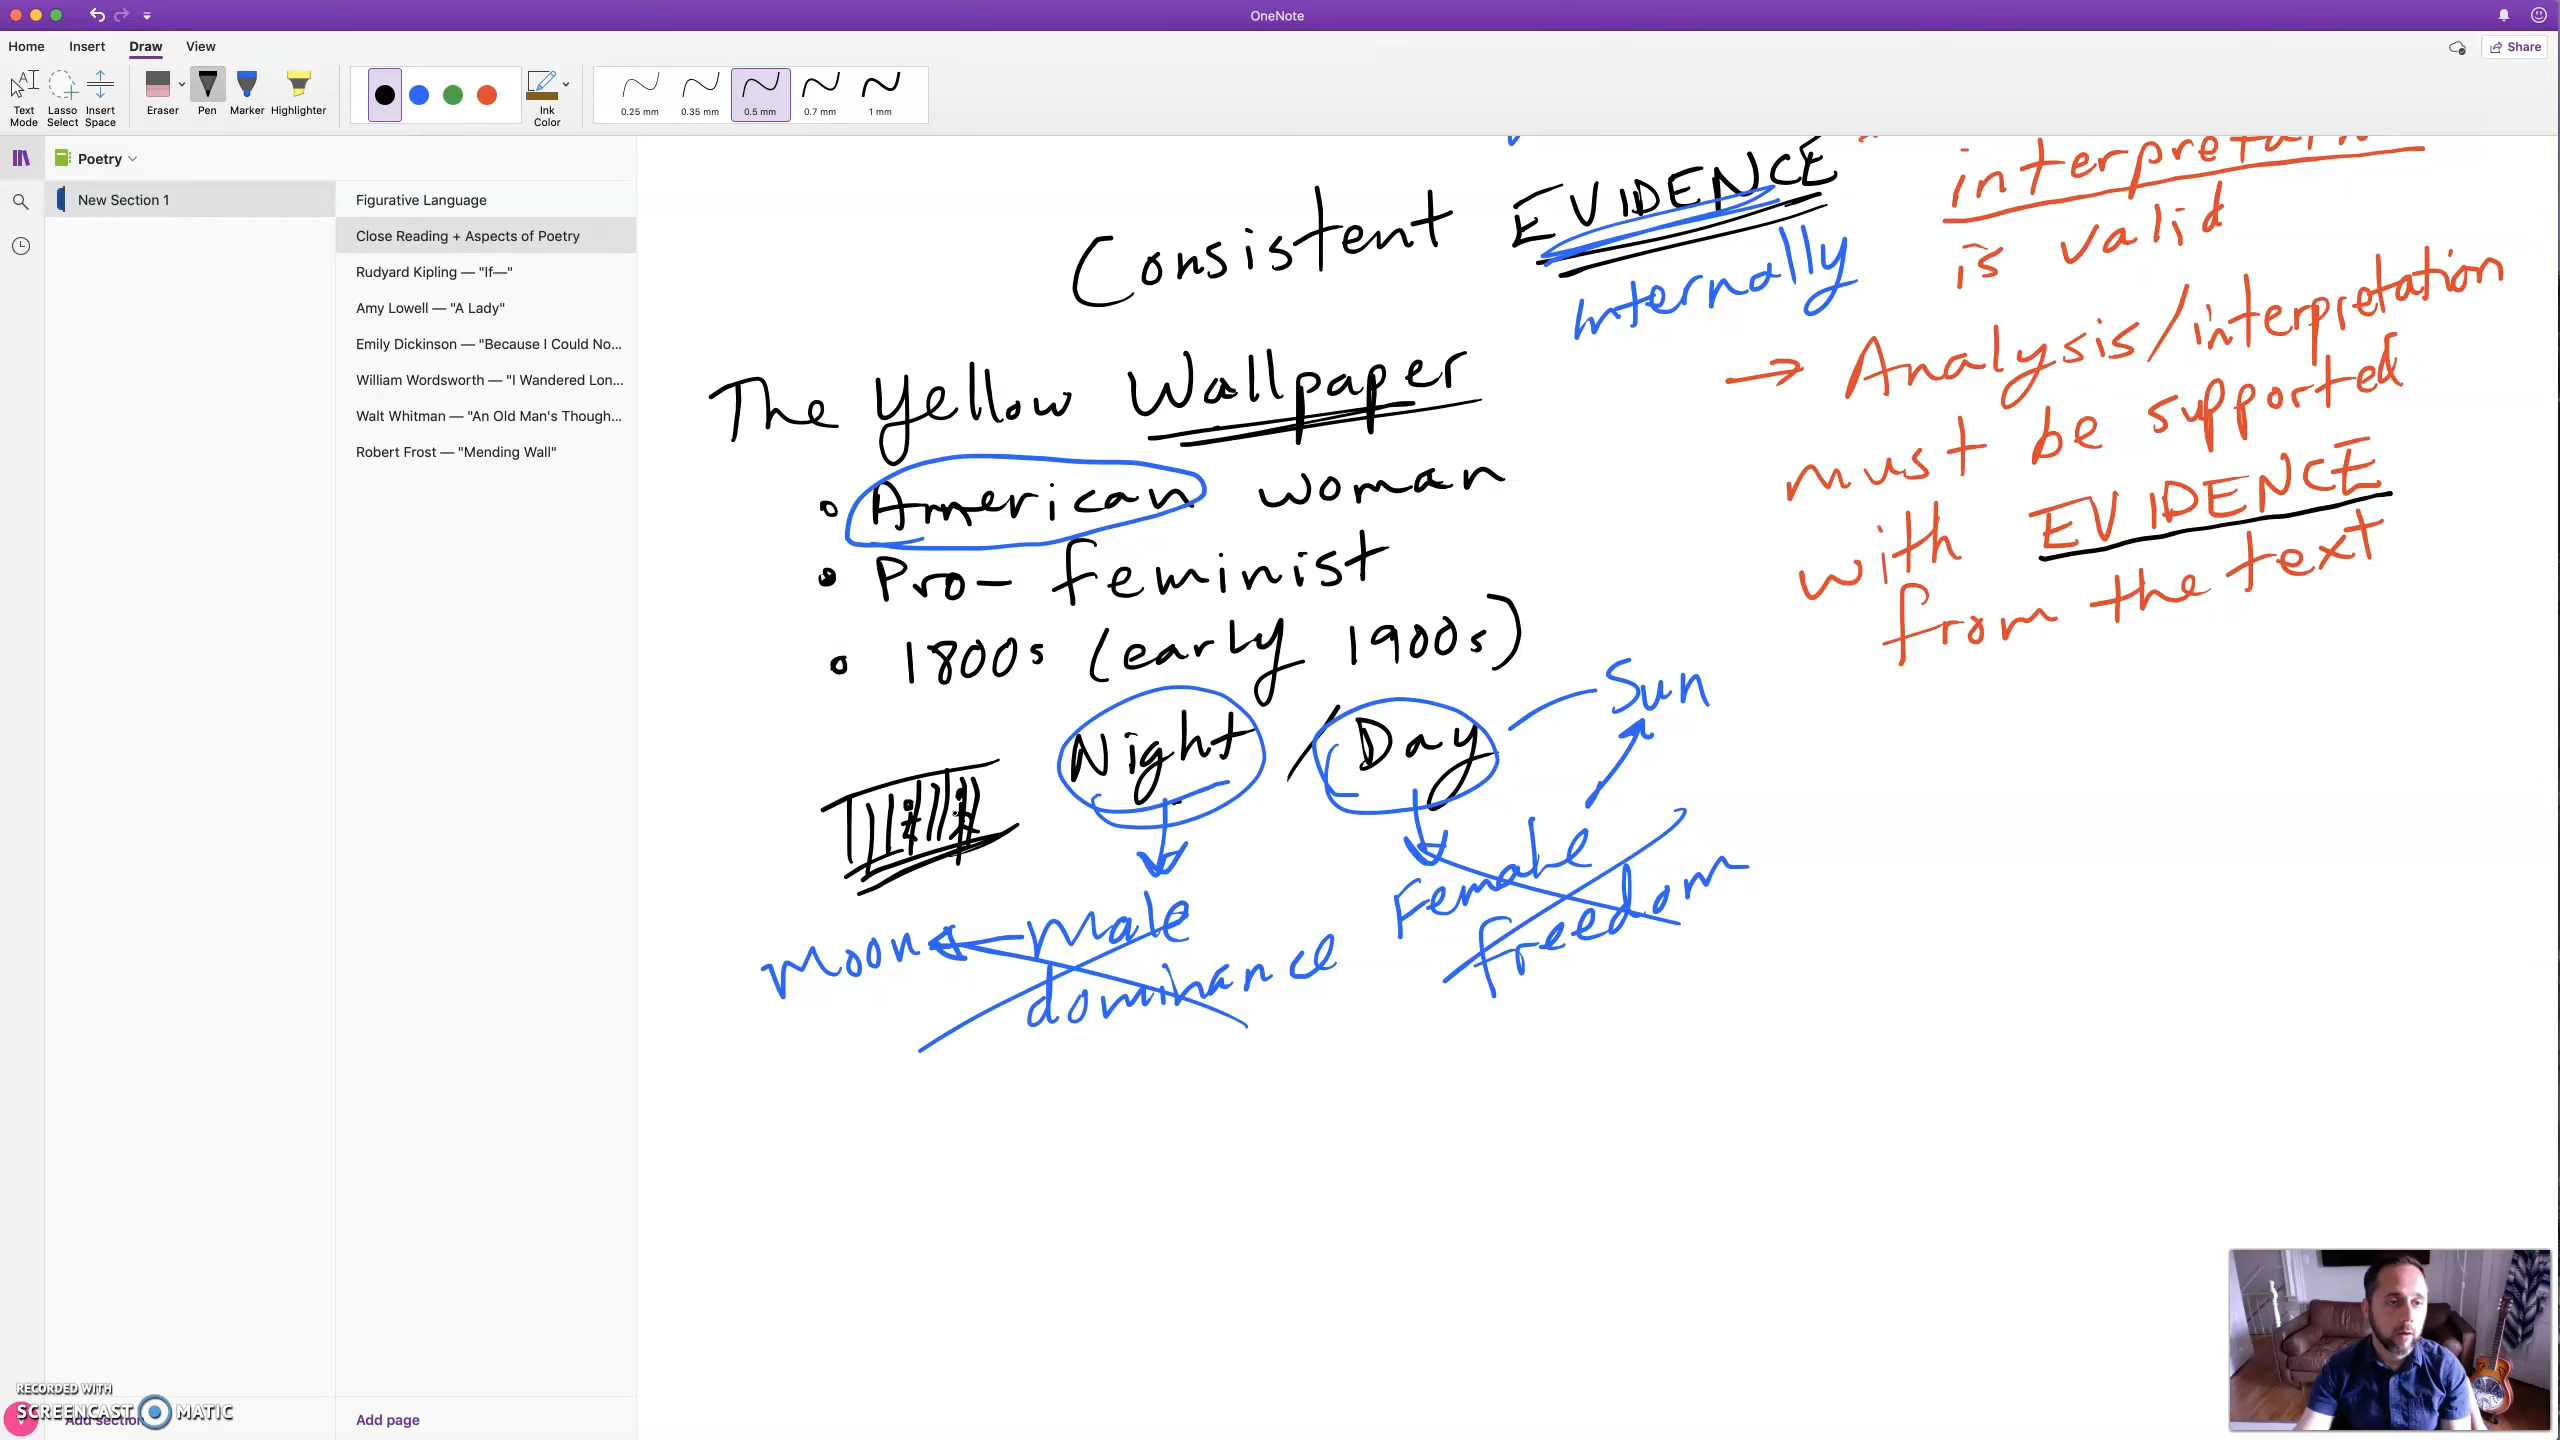 OneNote
Home Insert Draw View
Share
Text Mode
Lasso Select
Insert Space
Eraser
Pen
Marker
Highlighter
Ink Color
0.25 mm
0.35 mm
0.5 mm
0.7 mm
1 mm
Poetry
New Section 1
Figurative Language
Close Reading + Aspects of Poetry
Rudyard Kipling — "If—"
Amy Lowell — "A Lady"
Emily Dickinson — "Because I Could No...
William Wordsworth — "I Wandered Lon...
Walt Whitman — "An Old Man's Though...
Robert Frost — "Mending Wall"
Consistent EVIDENCE
Internally
The Yellow Wallpaper
American woman
Pro- feminist
1800s (early 1900s)
Night / Day
Sun
Moon
Male
dominance
Female
freedom
is valid
→ Analysis/interpretation
must be supported
with EVIDENCE
from the text
RECORDED WITH
SCREENCAST MATIC
Add section
Add page